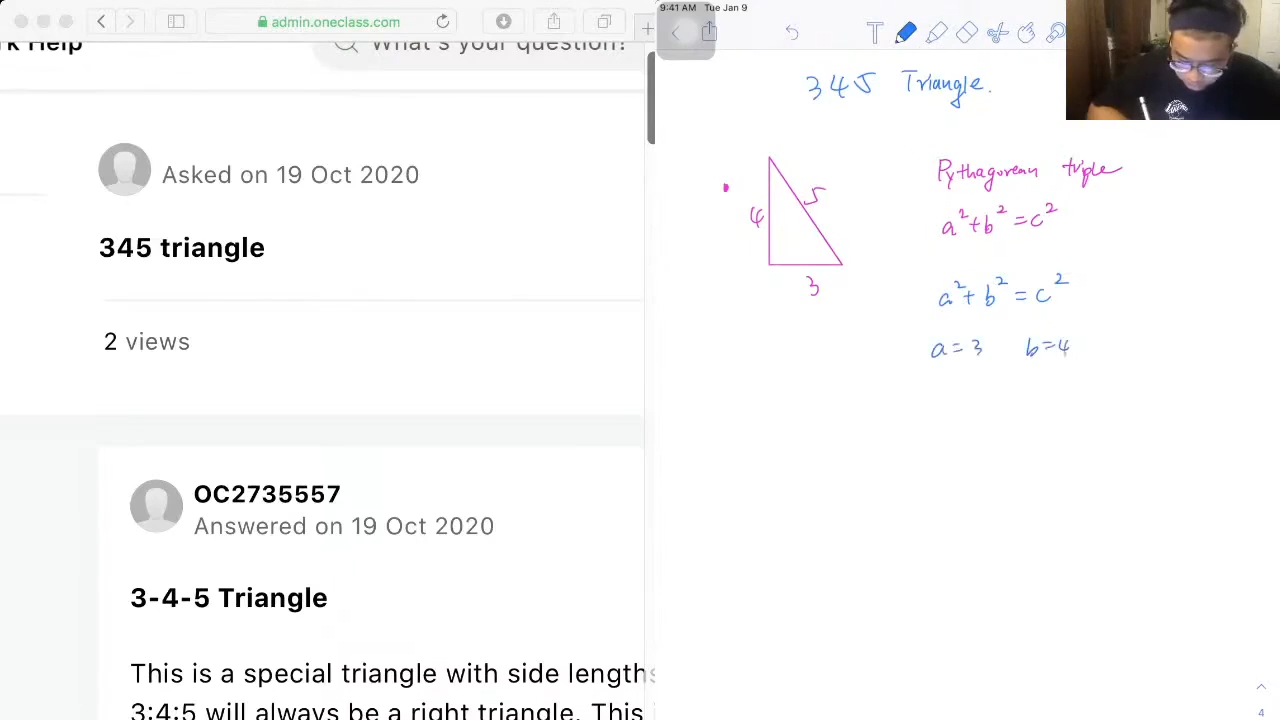 admin.oneclass.com
k Help
What's your question?
Asked on 19 Oct 2020
345 triangle
2 views
OC2735557
Answered on 19 Oct 2020
3-4-5 Triangle
This is a special triangle with side lengths
3:4:5 will always be a right triangle. This i
9:41 AM Tue Jan 9
T
345 Triangle.
4
5
3
Pythagorean triple
a²+b²=c²
a²+b²=c²
a=3 b=4
4